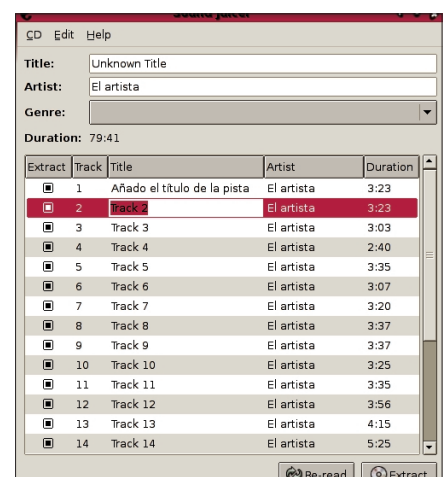 Sound Juicer
CD Edit Help
Title: Unknown Title
Artist: El artista
Genre:
Duration: 79:41
Extract Track Title Artist Duration
1 Añado el título de la pista El artista 3:23
2 Track 2 El artista 3:23
3 Track 3 El artista 3:03
4 Track 4 El artista 2:40
5 Track 5 El artista 3:35
6 Track 6 El artista 3:07
7 Track 7 El artista 3:20
8 Track 8 El artista 3:37
9 Track 9 El artista 3:37
10 Track 10 El artista 3:25
11 Track 11 El artista 3:35
12 Track 12 El artista 3:56
13 Track 13 El artista 4:15
14 Track 14 El artista 5:25
Re-read Extract